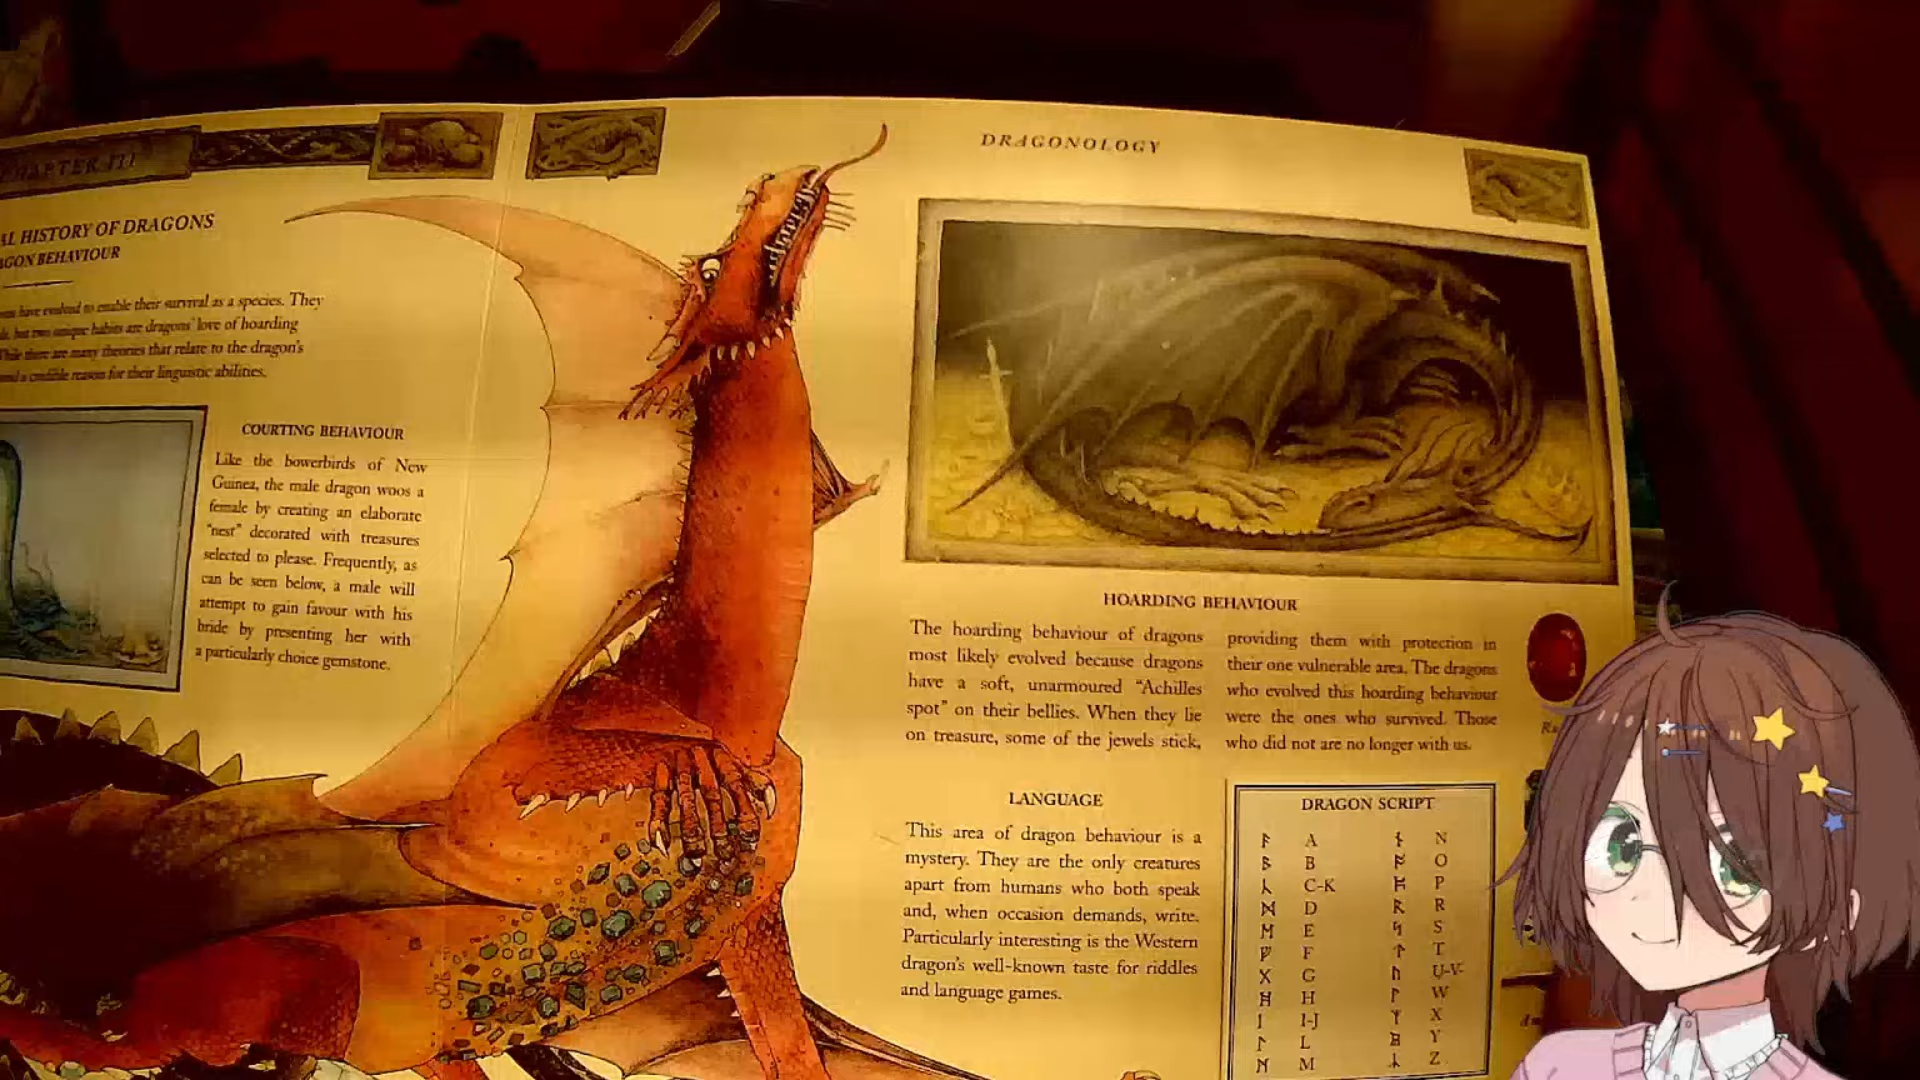 CHAPTER III
AL HISTORY OF DRAGONS
AGON BEHAVIOUR
have evolved to enable their survival as a species. They
but two unique habits are dragons' love of hoarding
While there are many theories that relate to the dragon's
a credible reason for their linguistic abilities.
COURTING BEHAVIOUR
Like the bowerbirds of New
Guinea, the male dragon woos a
female by creating an elaborate
"nest" decorated with treasures
selected to please. Frequently, as
can be seen below, a male will
attempt to gain favour with his
bride by presenting her with
a particularly choice gemstone.
DRAGONOLOGY
HOARDING BEHAVIOUR
The hoarding behaviour of dragons
most likely evolved because dragons
have a soft, unarmoured "Achilles
spot" on their bellies. When they lie
on treasure, some of the jewels stick,
providing them with protection in
their one vulnerable area. The dragons
who evolved this hoarding behaviour
were the ones who survived. Those
who did not are no longer with us.
LANGUAGE
This area of dragon behaviour is a
mystery. They are the only creatures
apart from humans who both speak
and, when occasion demands, write.
Particularly interesting is the Western
dragon's well-known taste for riddles
and language games.
DRAGON SCRIPT
A
B
C-K
D
E
F
G
H
I-J
L
M
N
O
P
R
S
T
U-V
W
X
Y
Z